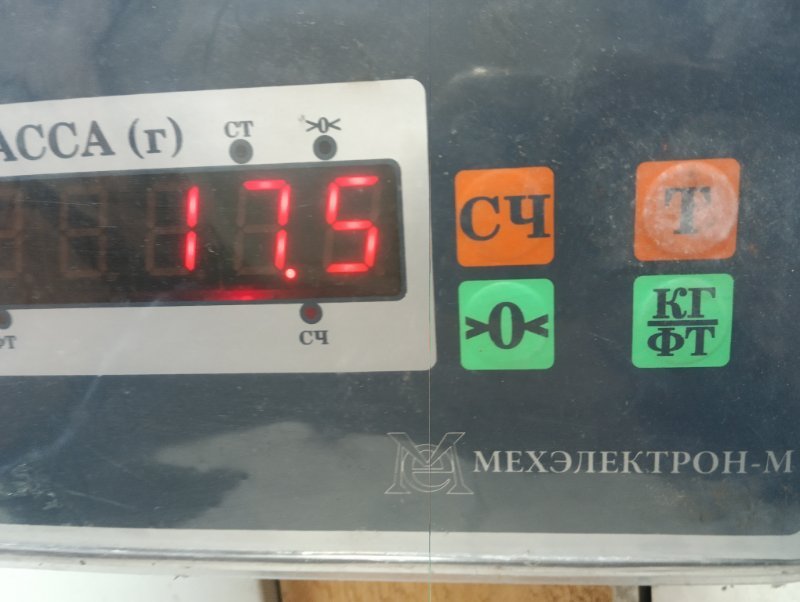 АССА (г)
СТ
>0<
17.5
СЧ
СЧ
Т
>0<
КГ
ФТ
МЕХЭЛЕКТРОН-М